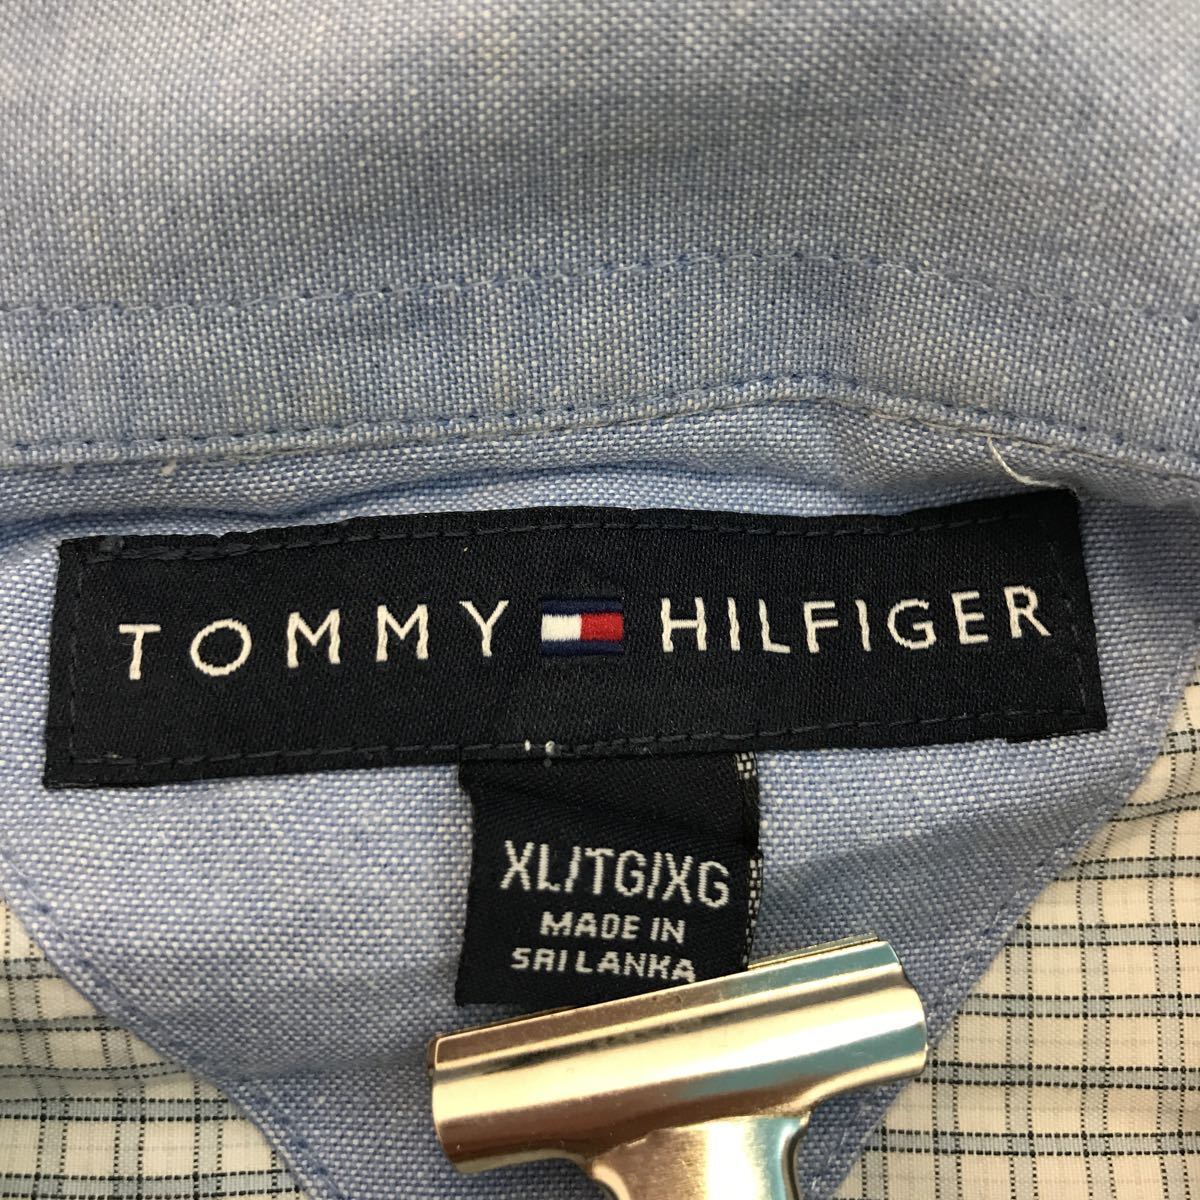 TOMMY HILFIGER
XL/TG/XG
MADE IN
SRI LANKA